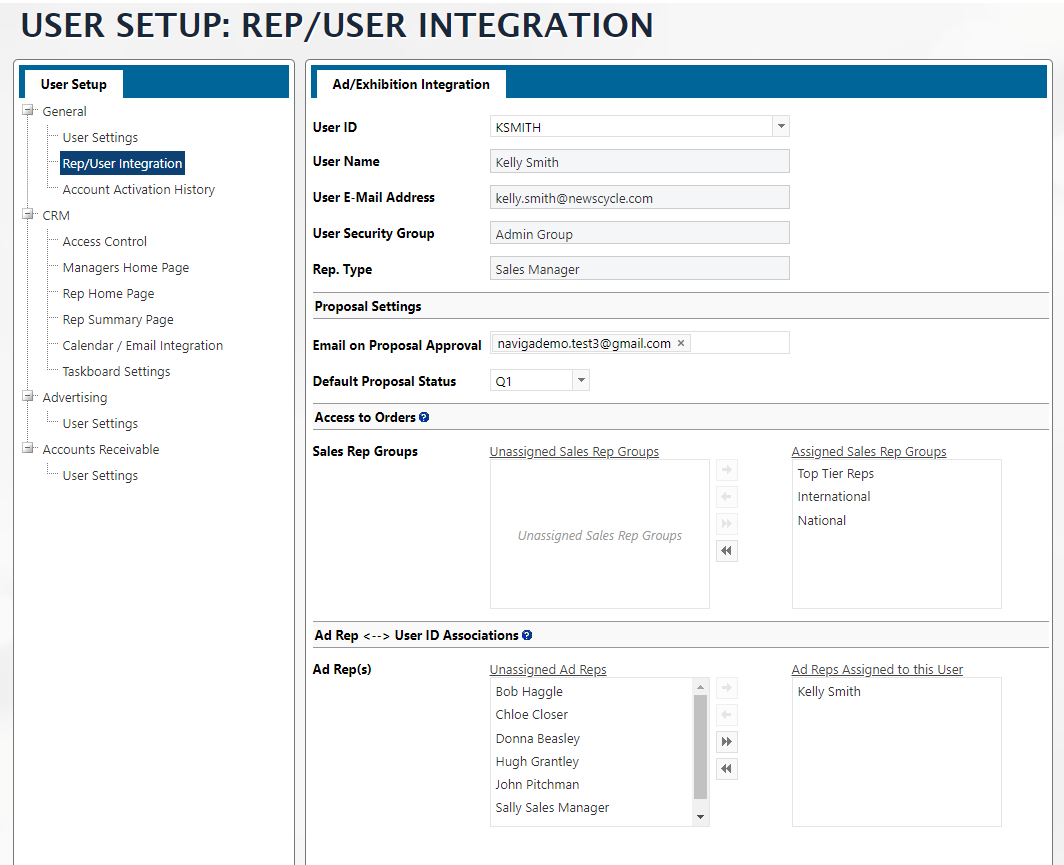 USER SETUP: REP/USER INTEGRATION
User Setup
General
User Settings
Rep/User Integration
Account Activation History
CRM
Access Control
Managers Home Page
Rep Home Page
Rep Summary Page
Calendar / Email Integration
Taskboard Settings
Advertising
User Settings
Accounts Receivable
User Settings
Ad/Exhibition Integration
User ID KSMITH
User Name Kelly Smith
User E-Mail Address kelly.smith@newscycle.com
User Security Group Admin Group
Rep. Type Sales Manager
Proposal Settings
Email on Proposal Approval navigademo.test3@gmail.com ×
Default Proposal Status Q1
Access to Orders ?
Sales Rep Groups Unassigned Sales Rep Groups Assigned Sales Rep Groups
Top Tier Reps
International
National
Unassigned Sales Rep Groups
Ad Rep <--> User ID Associations ?
Ad Rep(s) Unassigned Ad Reps Ad Reps Assigned to this User
Bob Haggle Kelly Smith
Chloe Closer
Donna Beasley
Hugh Grantley
John Pitchman
Sally Sales Manager